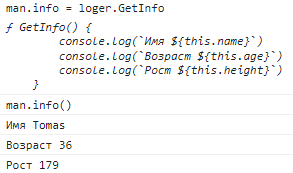 man.info = loger.GetInfo
ƒ GetInfo() {
console.log(`Имя ${this.name}`)
console.log(`Возраст ${this.age}`)
console.log(`Рост ${this.height}`)
}
man.info()
Имя Tomas
Возраст 36
Рост 179